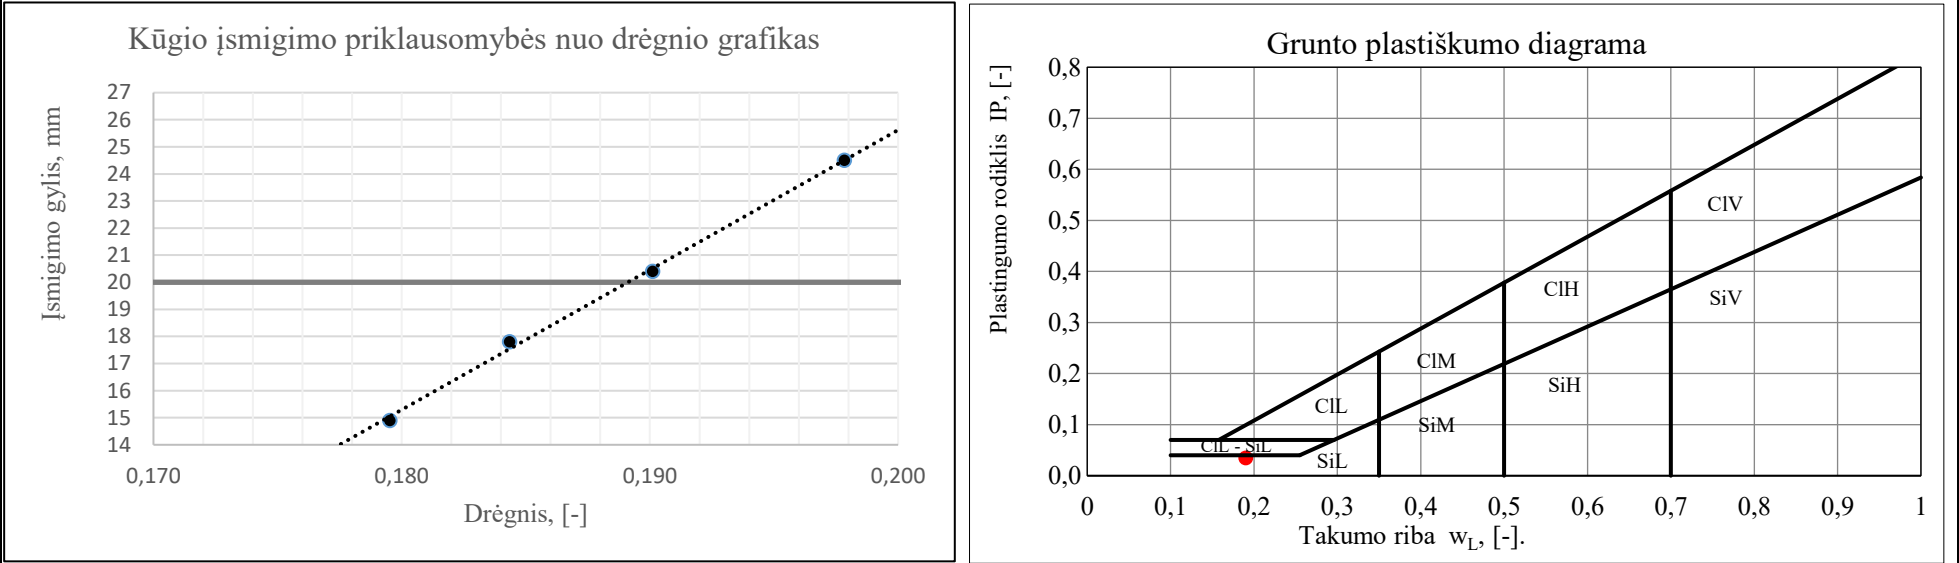 Kūgio įsmigimo priklausomybės nuo drėgnio grafikas
Įsmigimo gylis, mm
27
26
25
24
23
22
21
20
19
18
17
16
15
14
0,170
0,180
0,190
0,200
Drėgnis, [-]
Grunto plastiškumo diagrama
Plastingumo rodiklis IP, [-]
0,8
0,7
0,6
0,5
0,4
0,3
0,2
0,1
0,0
ClV
ClH
SiV
ClM
SiH
ClL
SiM
ClL - SiL
SiL
0
0,1
0,2
0,3
0,4
0,5
0,6
0,7
0,8
0,9
1
Takumo riba wL, [-].